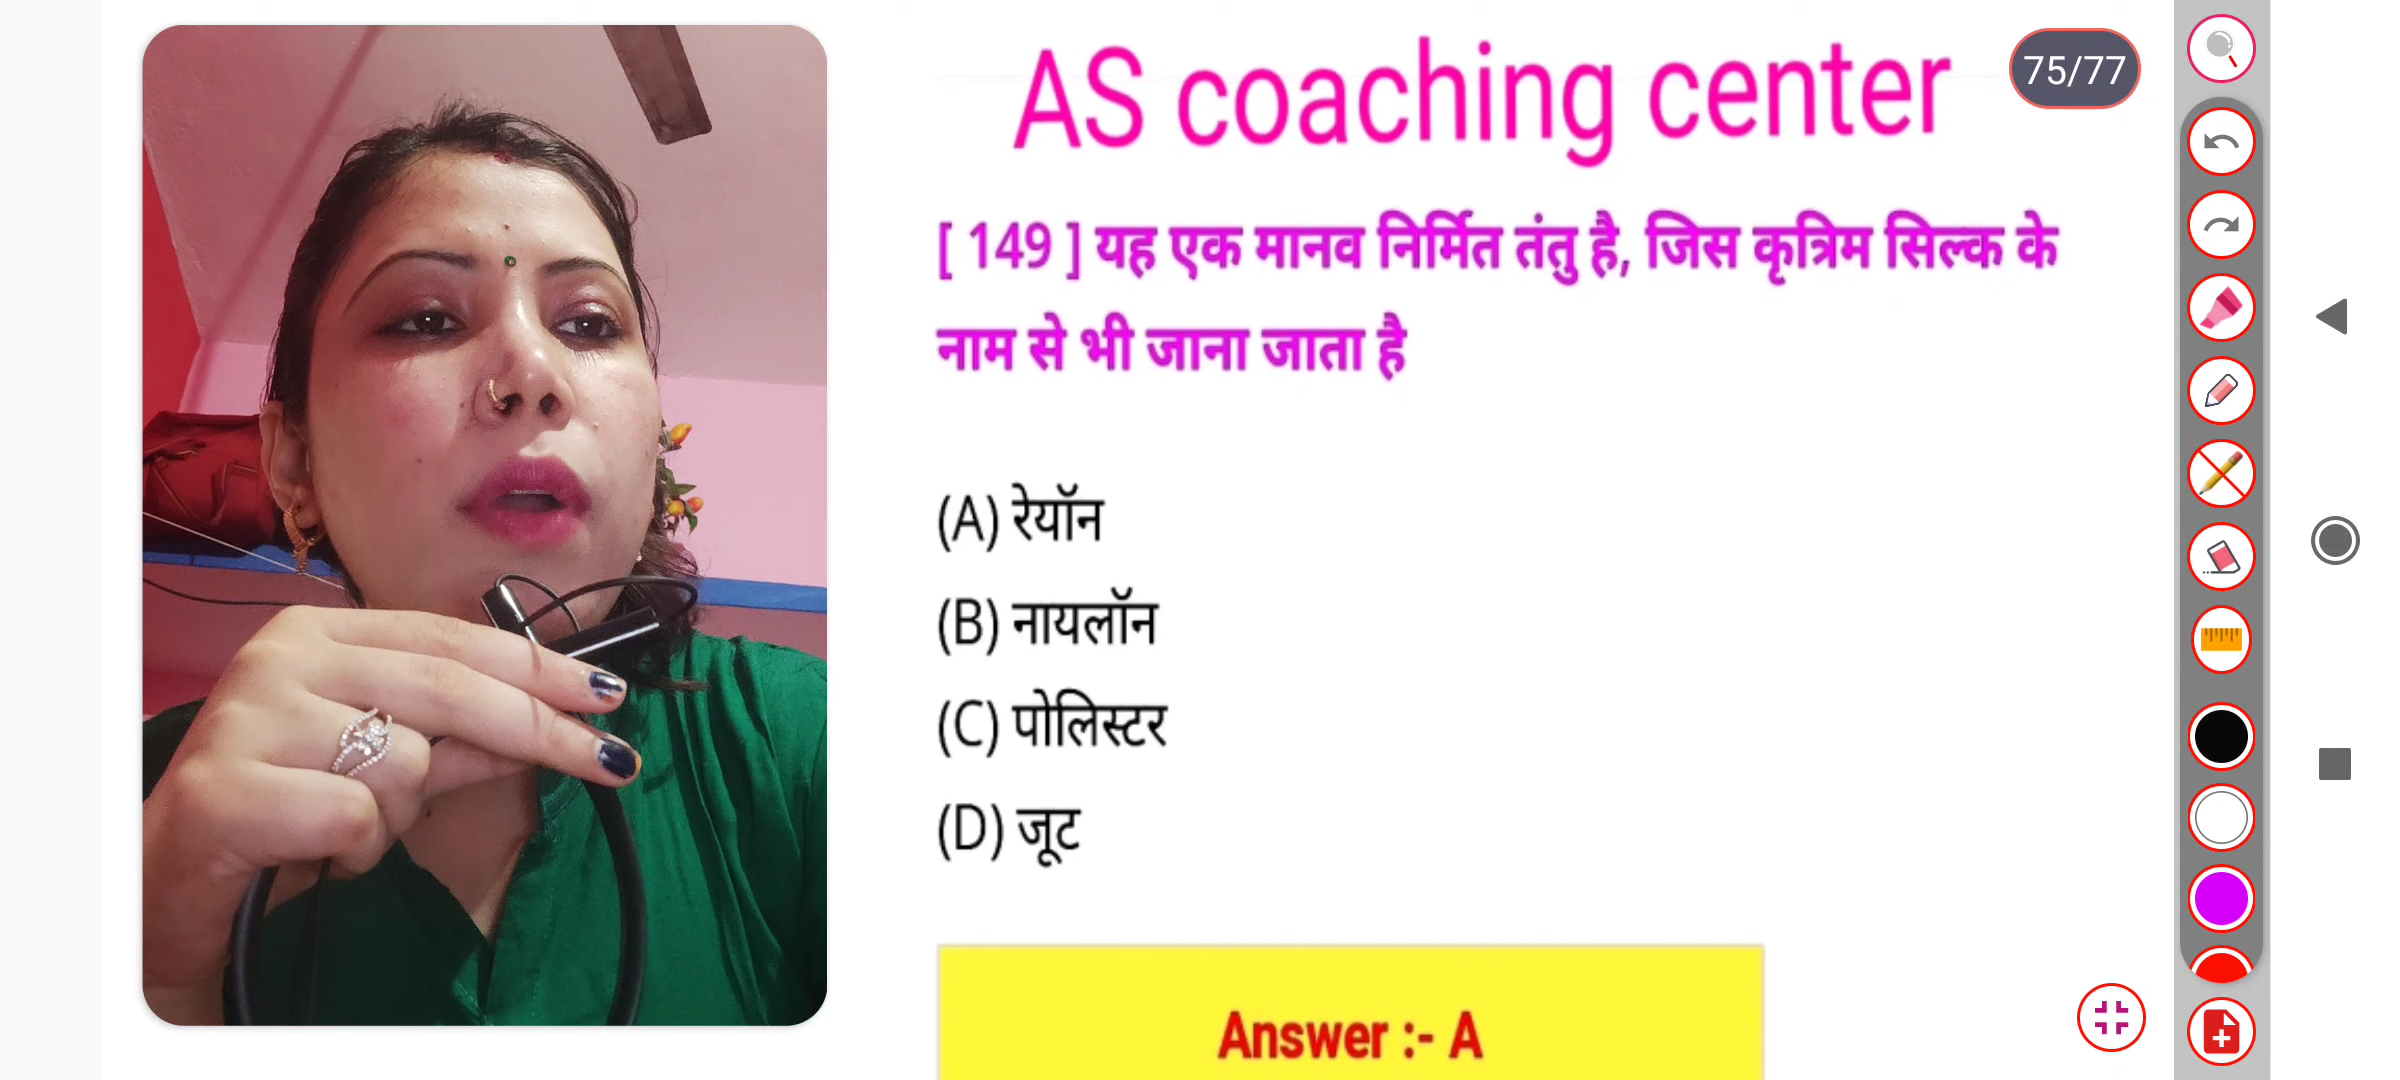 AS coaching center
75/77
[ 149 ] यह एक मानव निर्मित तंतु है, जिस कृत्रिम सिल्क के
नाम से भी जाना जाता है
(A) रेयॉन
(B) नायलॉन
(C) पोलिस्टर
(D) जूट
Answer :- A